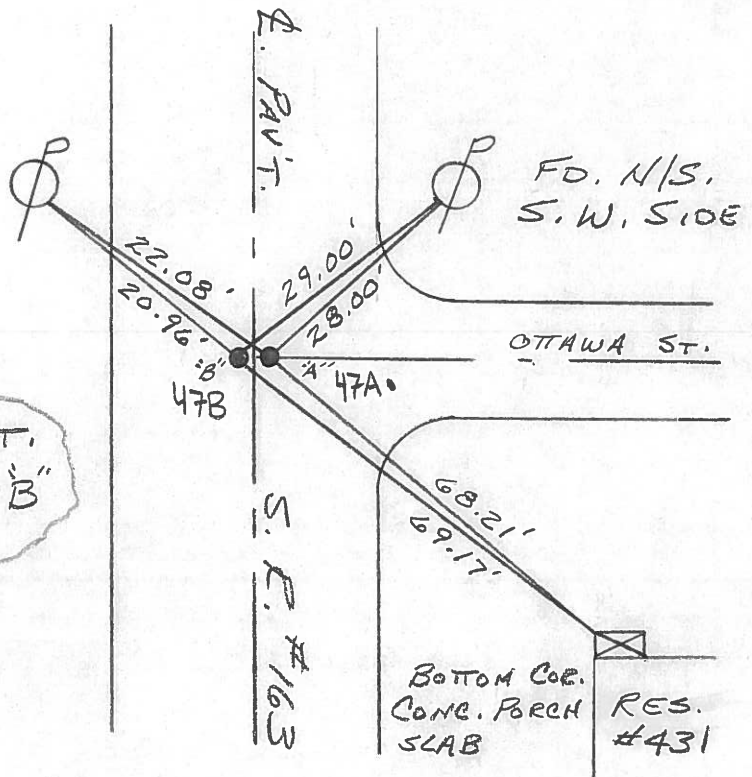 ℄. PAV'T.
FD. N/S.
S. W. SIDE
22.08'
20.96'
29.00'
28.00'
OTTAWA ST.
"B"
"A"
47B
47A.
T.
"B"
68.21'
69.17'
S. R. #163
BOTTOM COR.
CONC. PORCH
SLAB
RES.
#431